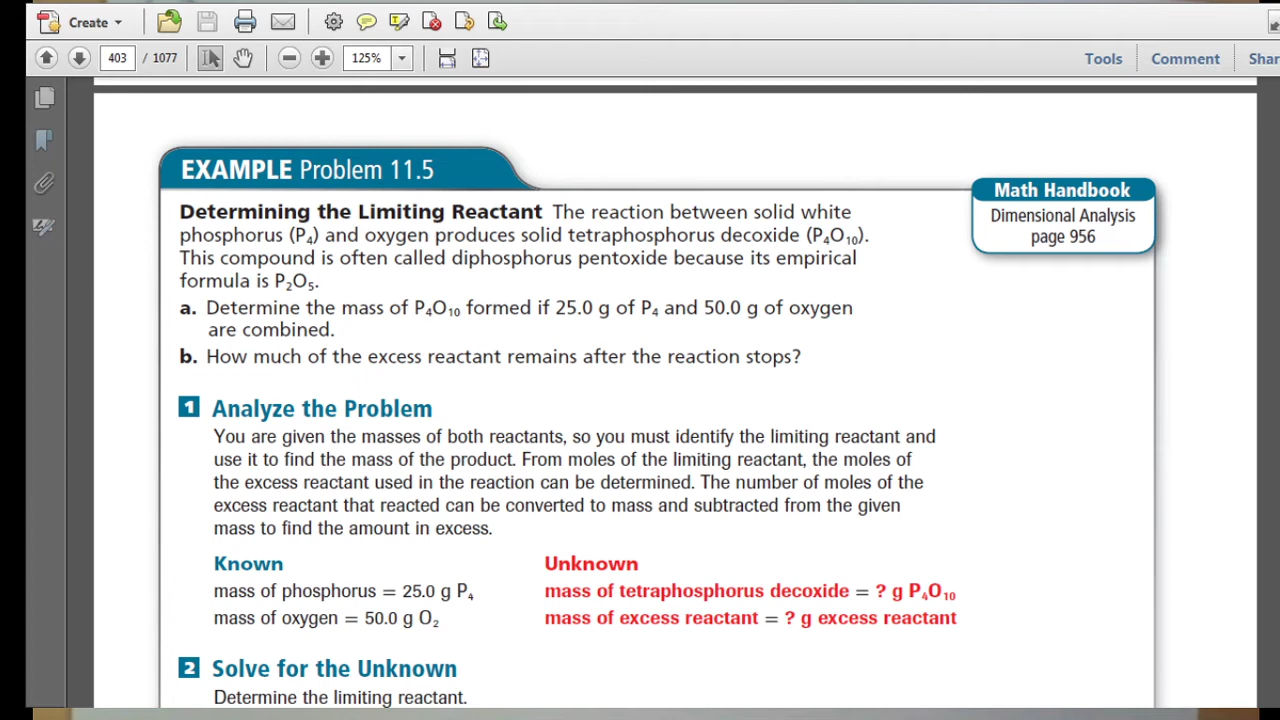 Create
403 / 1077
125%
Tools
Comment
Shar
EXAMPLE Problem 11.5
Math Handbook
Dimensional Analysis
page 956
Determining the Limiting Reactant The reaction between solid white
phosphorus (P₄) and oxygen produces solid tetraphosphorus decoxide (P₄O₁₀).
This compound is often called diphosphorus pentoxide because its empirical
formula is P₂O₅.
a. Determine the mass of P₄O₁₀ formed if 25.0 g of P₄ and 50.0 g of oxygen
are combined.
b. How much of the excess reactant remains after the reaction stops?
1 Analyze the Problem
You are given the masses of both reactants, so you must identify the limiting reactant and
use it to find the mass of the product. From moles of the limiting reactant, the moles of
the excess reactant used in the reaction can be determined. The number of moles of the
excess reactant that reacted can be converted to mass and subtracted from the given
mass to find the amount in excess.
Known
mass of phosphorus = 25.0 g P₄
mass of oxygen = 50.0 g O₂
Unknown
mass of tetraphosphorus decoxide = ? g P₄O₁₀
mass of excess reactant = ? g excess reactant
2 Solve for the Unknown
Determine the limiting reactant.